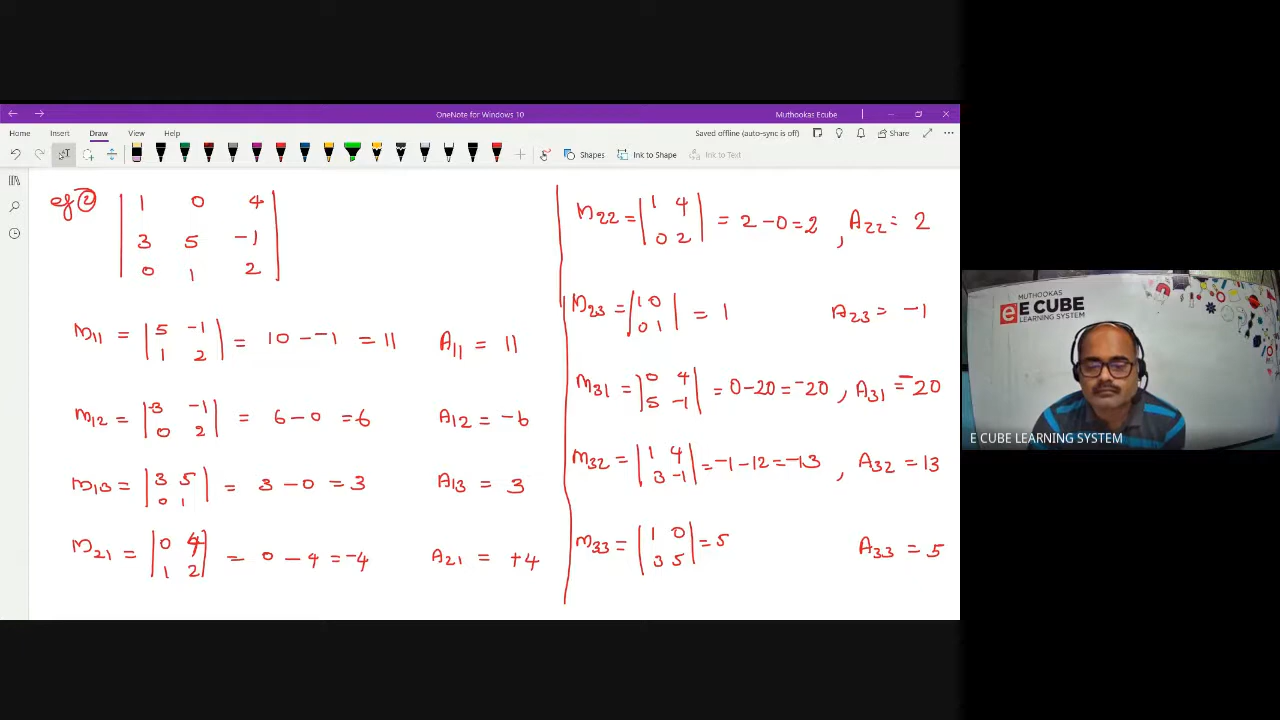 OneNote for Windows 10
Muthookas Ecube
Home Insert Draw View Help
Saved offline (auto-sync is off)
Share
Shapes
Ink to Shape
Ink to Text
eg ②
| 1 0 4 |
| 3 5 -1 |
| 0 1 2 |
M11 = | 5 -1 | = 10 - -1 = 11 A11 = 11
| 1 2 |
M12 = | 3 -1 | = 6 - 0 = 6 A12 = -6
| 0 2 |
M13 = | 3 5 | = 3 - 0 = 3 A13 = 3
| 0 1 |
M21 = | 0 4 | = 0 - 4 = -4 A21 = +4
| 1 2 |
M22 = | 1 4 | = 2 - 0 = 2 , A22 = 2
| 0 2 |
M23 = | 1 0 | = 1 A23 = -1
| 0 1 |
M31 = | 0 4 | = 0 - 20 = -20 , A31 = -20
| 5 -1 |
M32 = | 1 4 | = -1 - 12 = -13 , A32 = 13
| 3 -1 |
M33 = | 1 0 | = 5 A33 = 5
| 3 5 |
MUTHOOKAS
E CUBE
LEARNING SYSTEM
E CUBE LEARNING SYSTEM